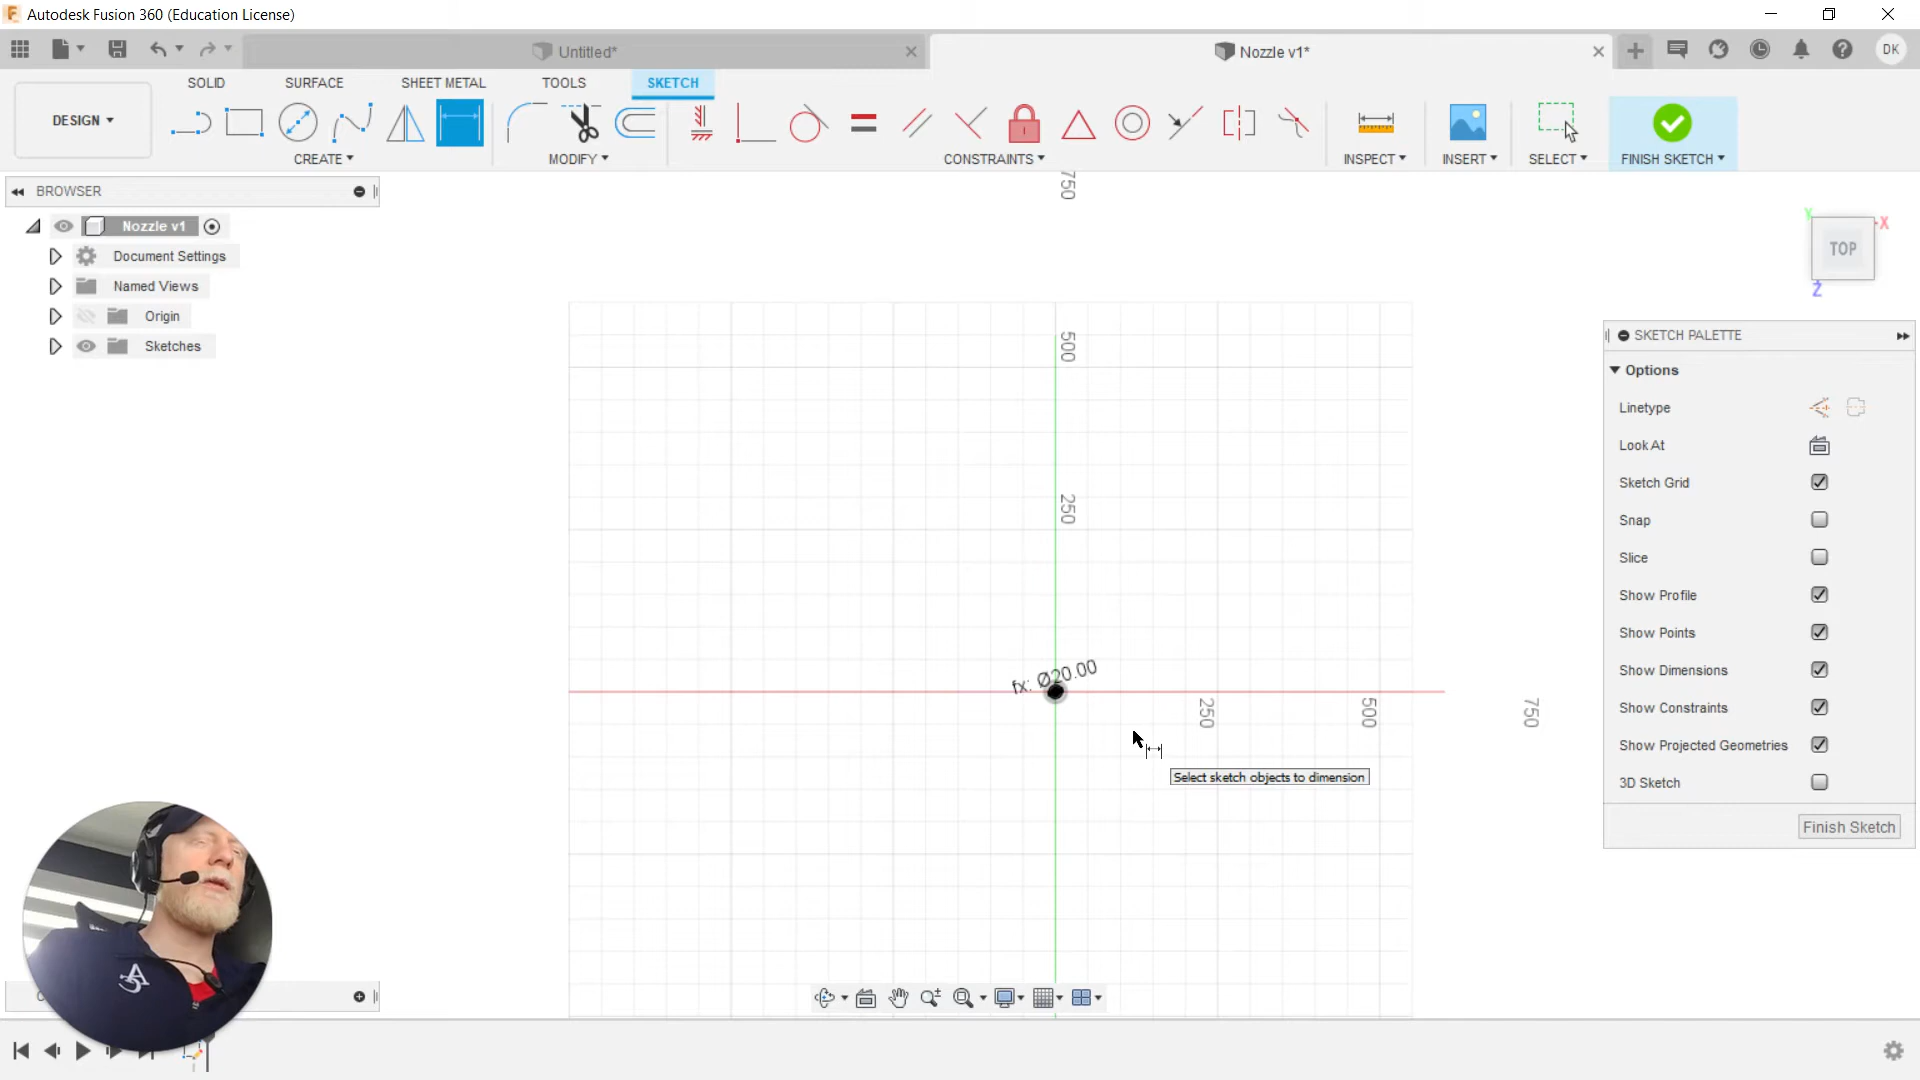 Autodesk Fusion 360 (Education License)
Untitled*
Nozzle v1*
DK
SOLID
SURFACE
SHEET METAL
TOOLS
SKETCH
DESIGN
CREATE
MODIFY
CONSTRAINTS
INSPECT
INSERT
SELECT
FINISH SKETCH
BROWSER
Nozzle v1
Document Settings
Named Views
Origin
Sketches
750
500
250
fx: Ø20.00
250
500
750
Select sketch objects to dimension
Y
X
TOP
Z
SKETCH PALETTE
Options
Linetype
Look At
Sketch Grid
Snap
Slice
Show Profile
Show Points
Show Dimensions
Show Constraints
Show Projected Geometries
3D Sketch
Finish Sketch